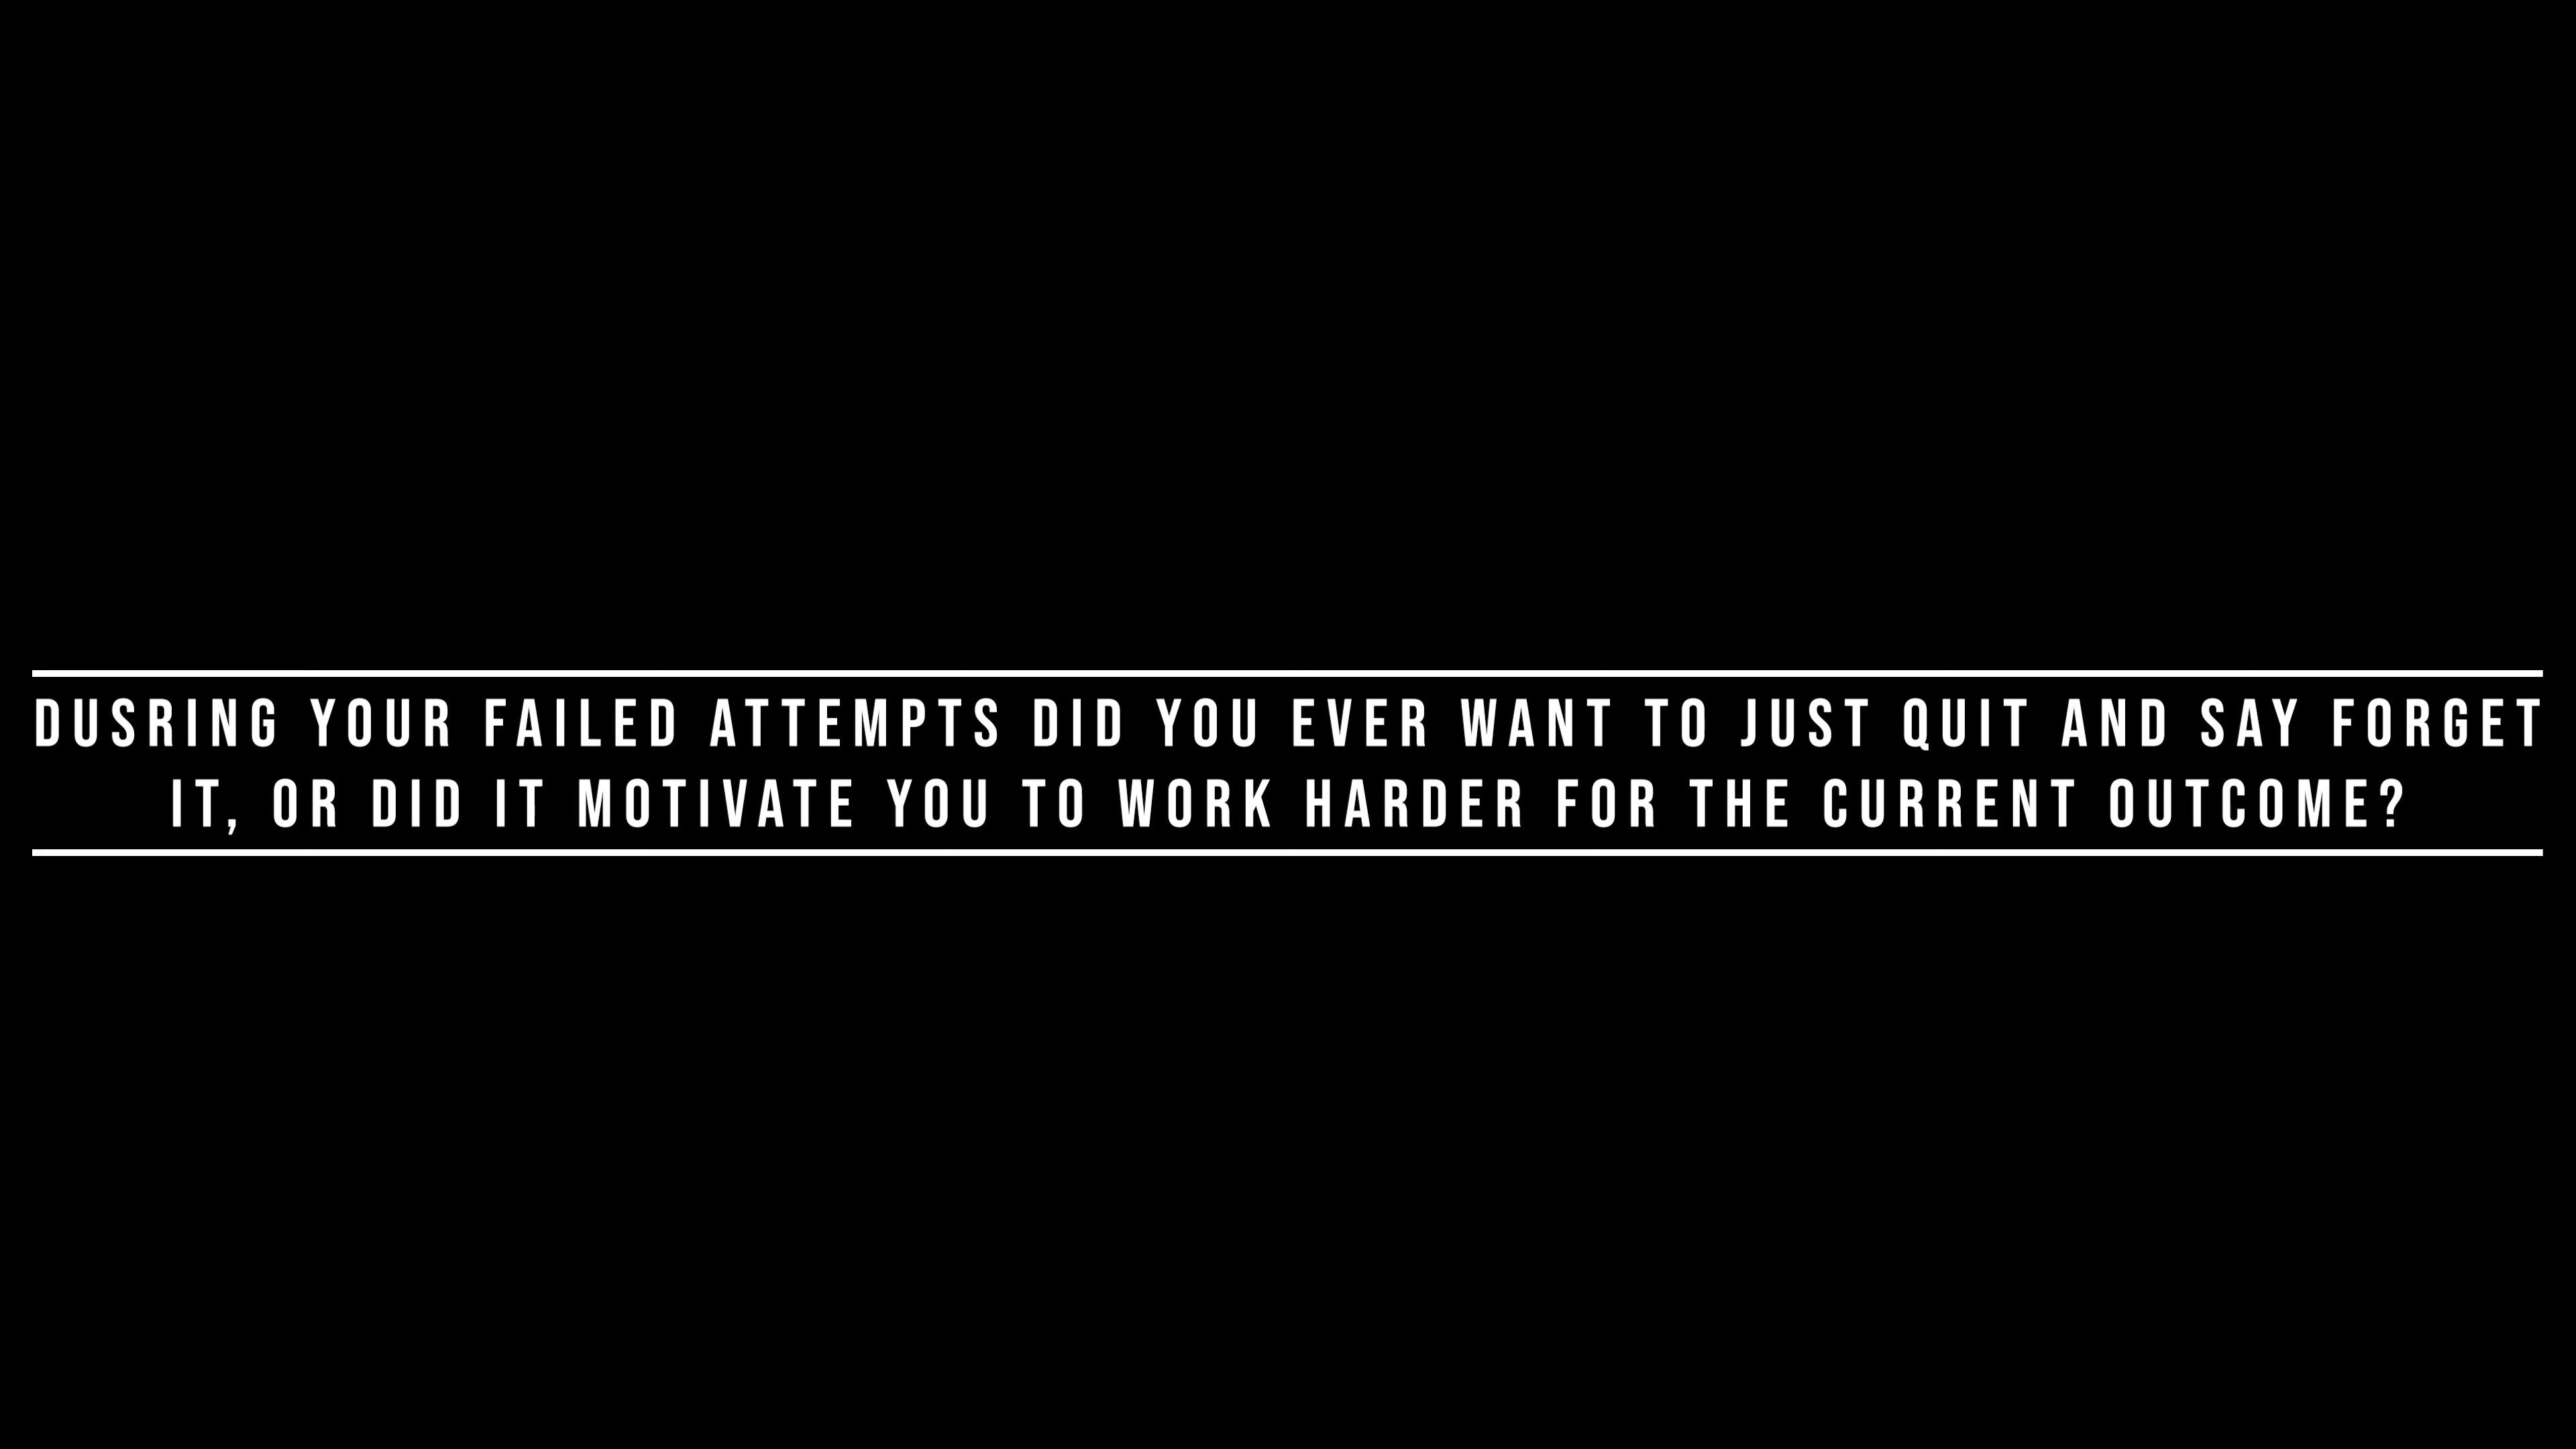 DUSRING YOUR FAILED ATTEMPTS DID YOU EVER WANT TO JUST QUIT AND SAY FORGET
IT, OR DID IT MOTIVATE YOU TO WORK HARDER FOR THE CURRENT OUTCOME?